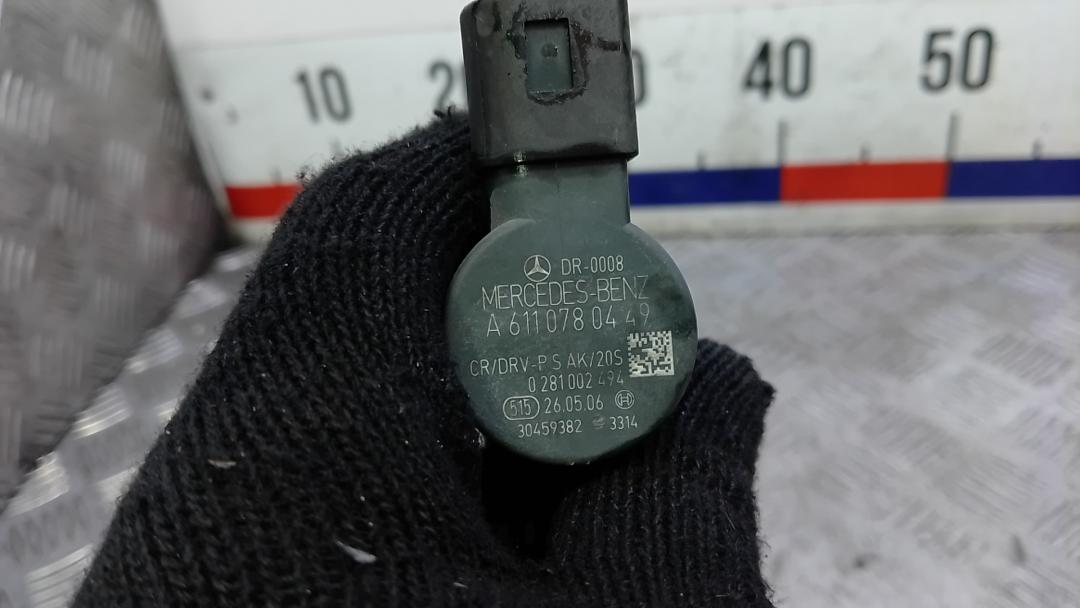 10 40 50
DR-0008
MERCEDES-BENZ
A 611 078 04 49
CR/DRV-P S AK/20S
0 281 002 494
515 26.05.06
30459382 3314